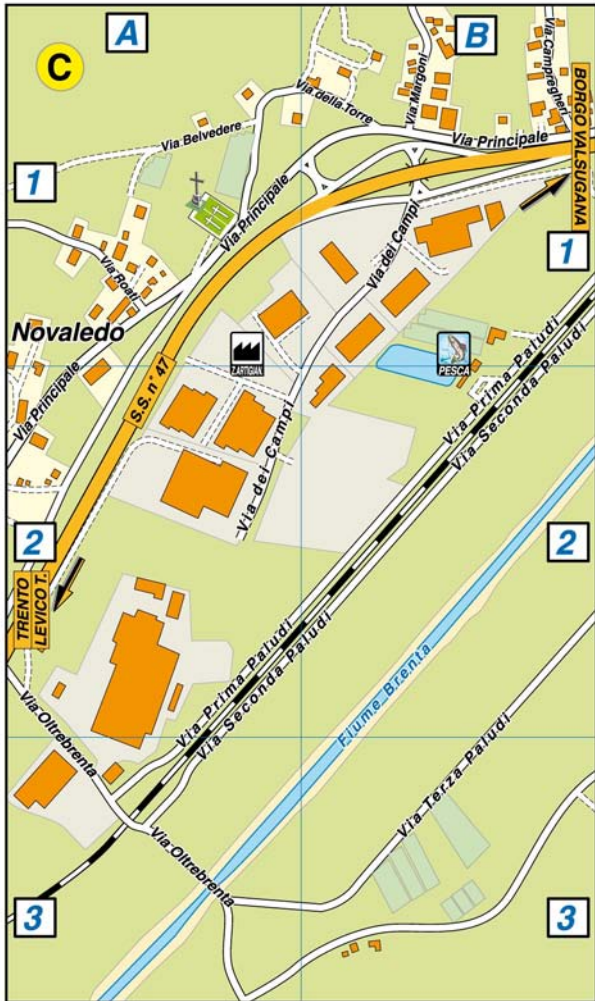 A
B
C
Via Margoni
Via Campregheri
Via della Torre
BORGO VALSUGANA
Via Belvedere
Via Principale
1
Via Principale
Via dei Campi
1
Via Roati
Novaledo
Z.ARTIGIAN.
PESCA
S.S. n° 47
Via Principale
Via Prima Paludi
Via Seconda Paludi
Via dei Campi
2
2
TRENTO
LEVICO T.
Via Prima Paludi
Via Seconda Paludi
Fiume Brenta
Via Oltrebrenta
Via Terza Paludi
Via Oltrebrenta
3
3